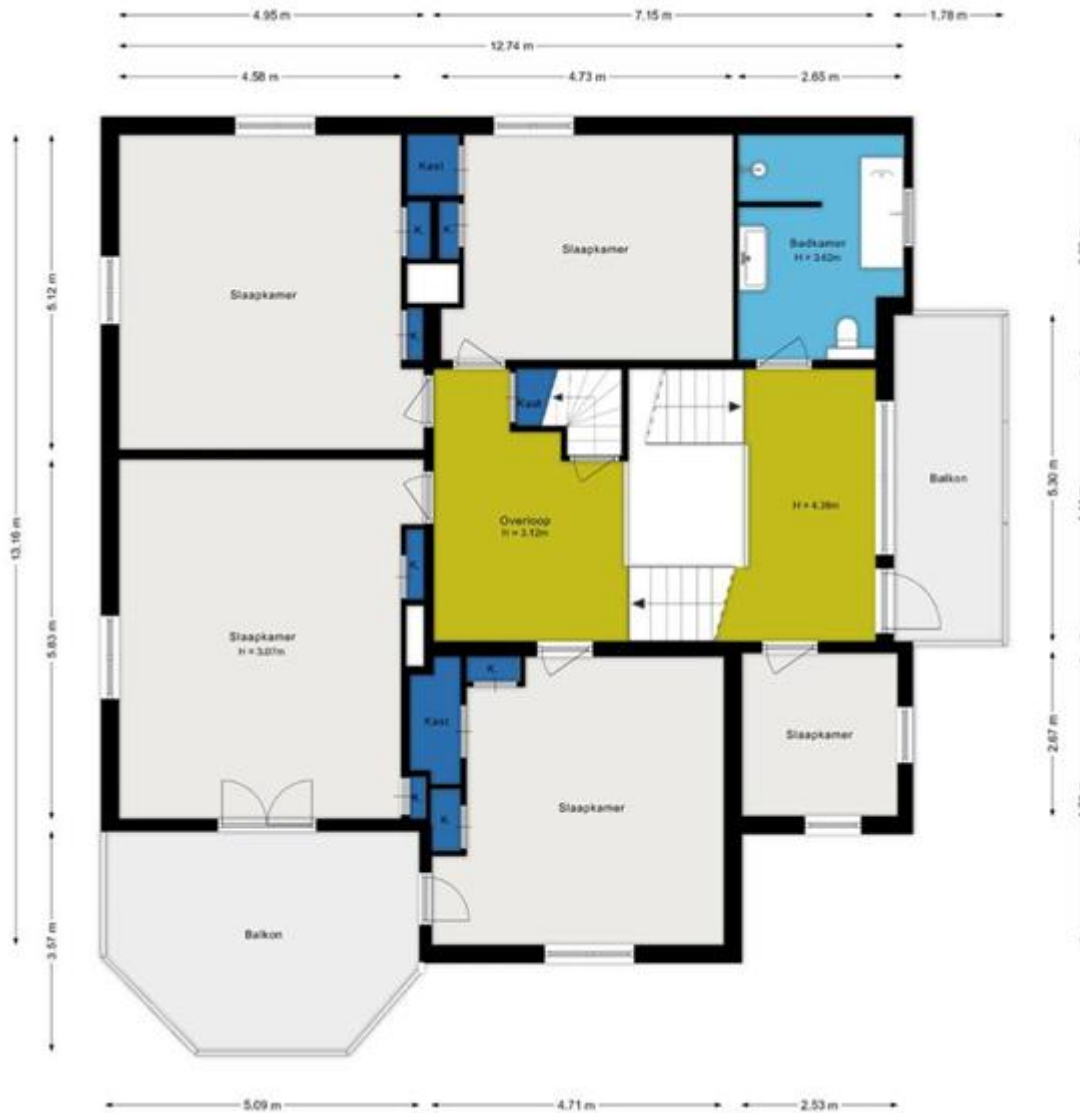 4.95 m
7.15 m
1.78 m
12.74 m
4.58 m
4.73 m
2.65 m
Kast
K.
K.
Slaapkamer
Badkamer
H = 3.62m
5.12 m
Slaapkamer
K.
Kast
Balkon
5.30 m
13.16 m
Overloop
H = 3.12m
H = 4.39m
K.
Slaapkamer
H = 3.07m
5.83 m
K.
Kast
Slaapkamer
2.67 m
K.
K.
Slaapkamer
Balkon
3.57 m
5.09 m
4.71 m
2.53 m